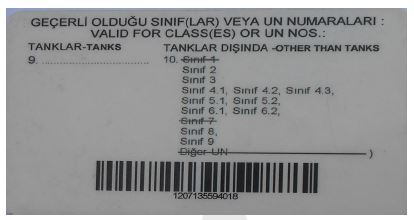 GEÇERLİ OLDUĞU SINIF(LAR) VEYA UN NUMARALARI :
VALID FOR CLASS(ES) OR UN NOS.:
TANKLAR-TANKS TANKLAR DIŞINDA -OTHER THAN TANKS
9. ........................... 10. Sınıf 1
Sınıf 2
Sınıf 3
Sınıf 4.1, Sınıf 4.2, Sınıf 4.3,
Sınıf 5.1, Sınıf 5.2,
Sınıf 6.1, Sınıf 6.2,
Sınıf 7
Sınıf 8,
Sınıf 9
Diğer UN )
1207135594018